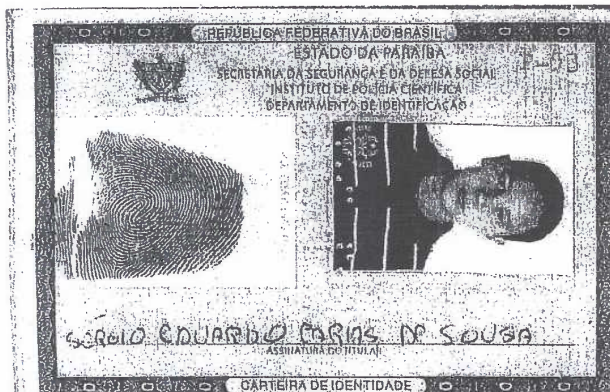 REPÚBLICA FEDERATIVA DO BRASIL
ESTADO DA PARAÍBA
SECRETARIA DA SEGURANÇA E DA DEFESA SOCIAL
INSTITUTO DE POLÍCIA CIENTÍFICA
DEPARTAMENTO DE IDENTIFICAÇÃO
SÉRGIO EDUARDO FARIAS DE SOUSA
ASSINATURA DO TITULAR
CARTEIRA DE IDENTIDADE